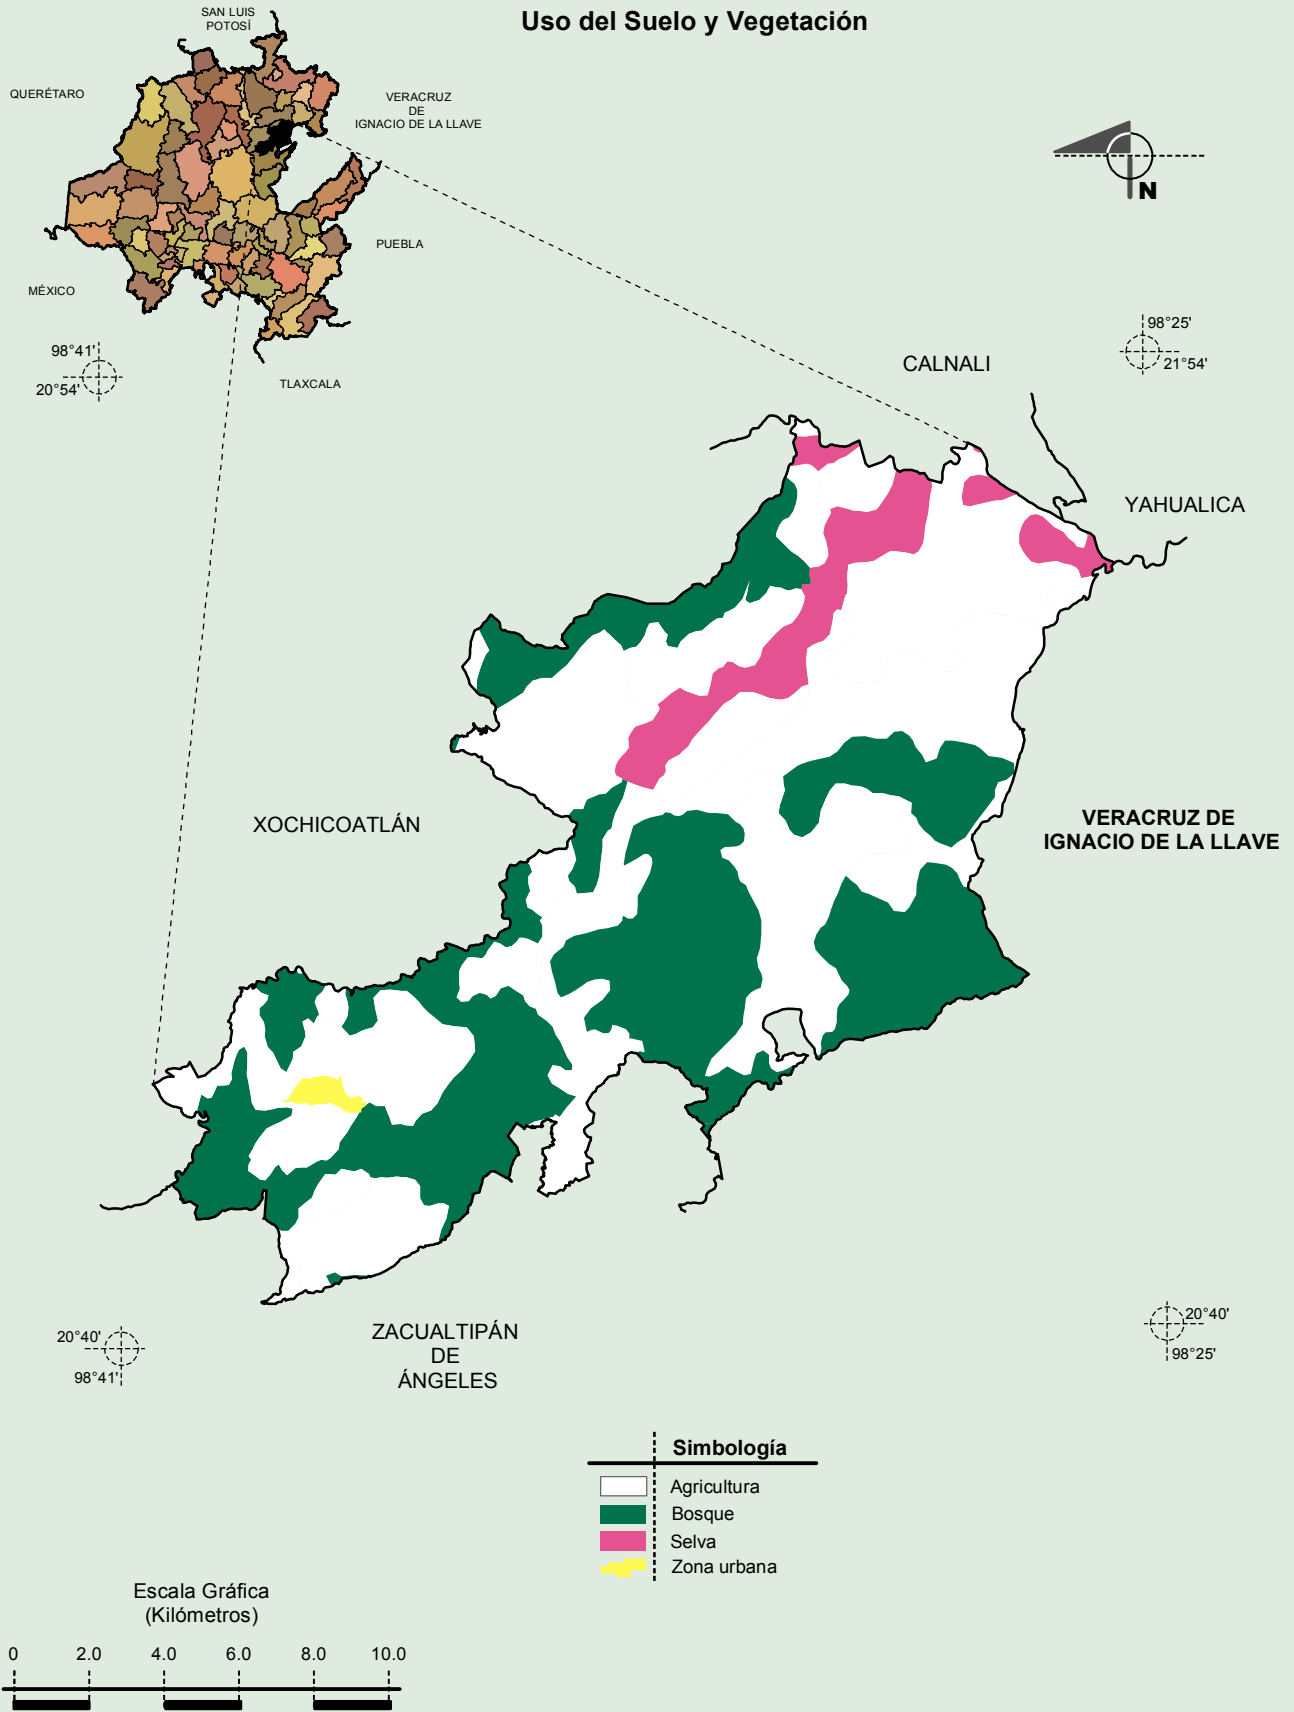 Uso del Suelo y Vegetación
SAN LUIS
POTOSÍ
QUERÉTARO
VERACRUZ
DE
IGNACIO DE LA LLAVE
PUEBLA
MÉXICO
TLAXCALA
N
98°41'
20°54'
98°25'
21°54'
CALNALI
YAHUALICA
XOCHICOATLÁN
VERACRUZ DE
IGNACIO DE LA LLAVE
20°40'
98°41'
20°40'
98°25'
ZACUALTIPÁN
DE
ÁNGELES
Simbología
Agricultura
Bosque
Selva
Zona urbana
Escala Gráfica
(Kilómetros)
0 2.0 4.0 6.0 8.0 10.0